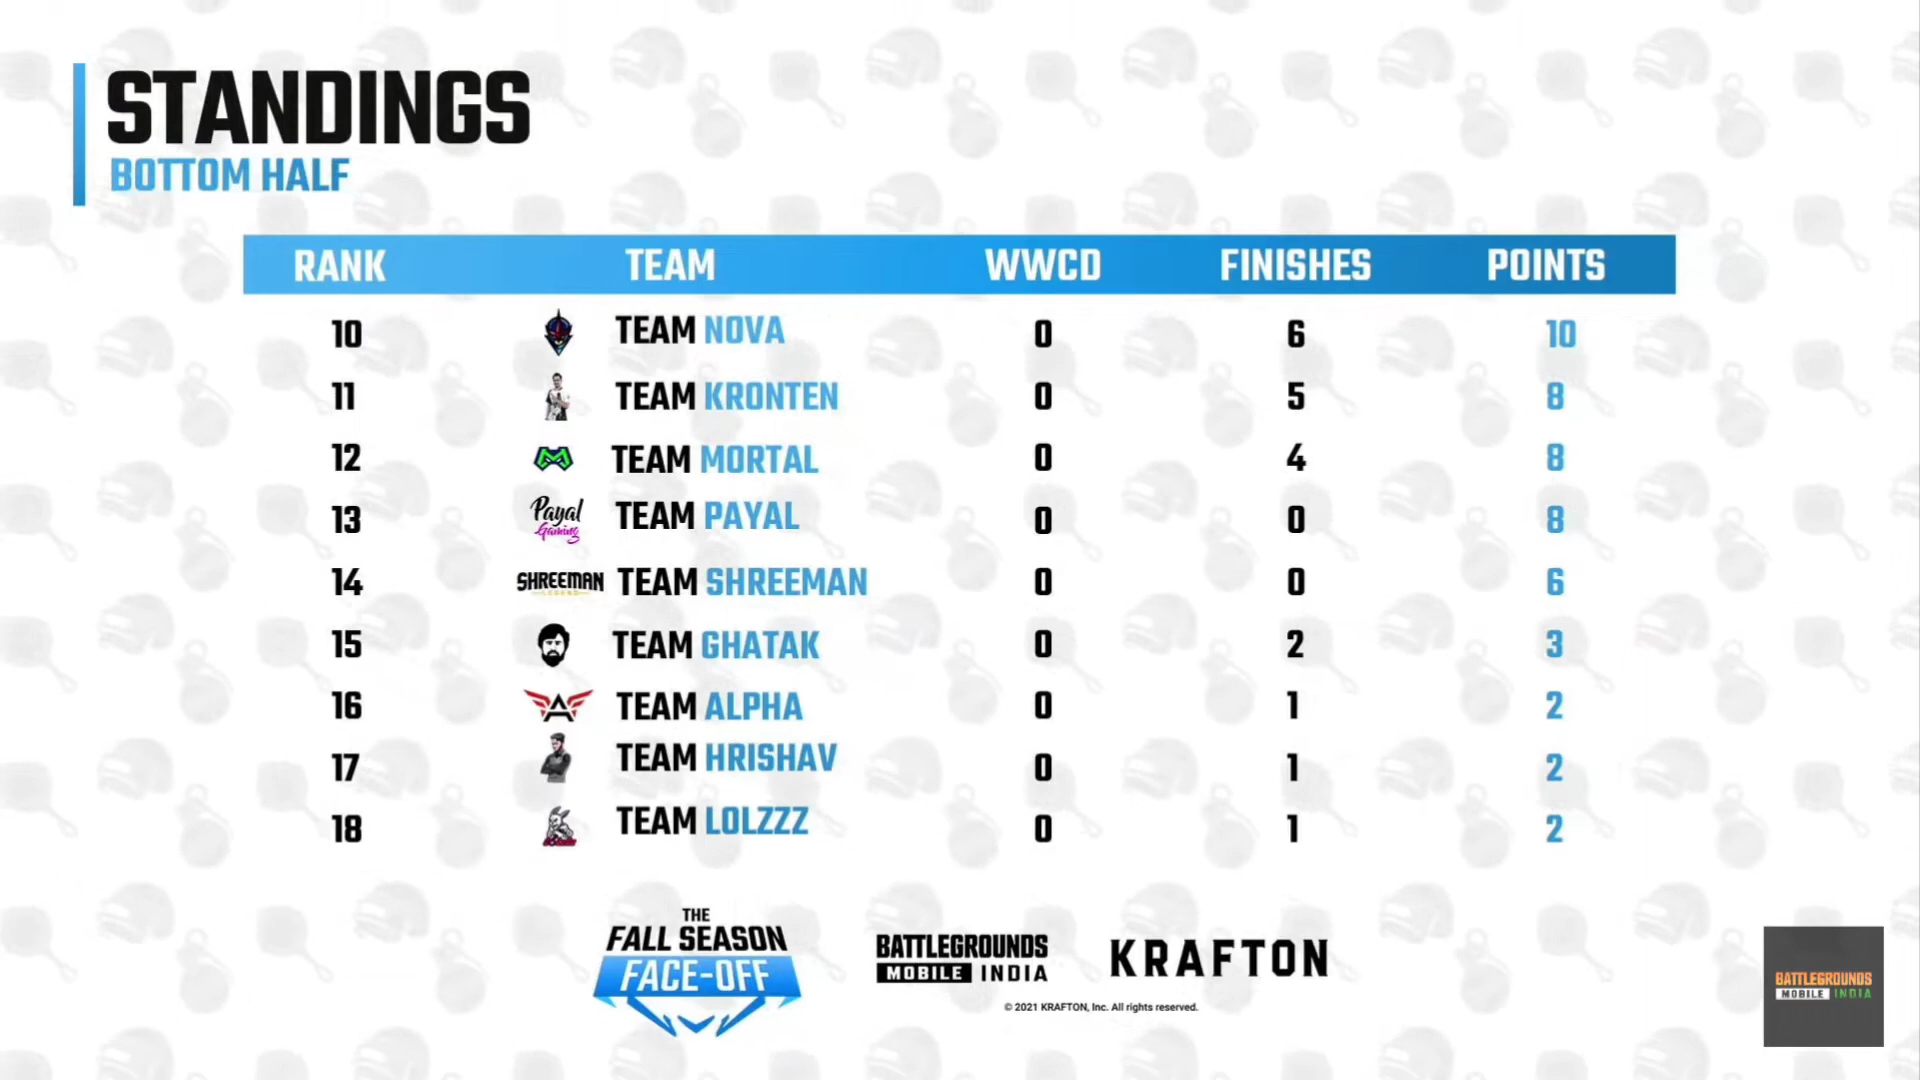 STANDINGS
BOTTOM HALF
RANK TEAM WWCD FINISHES POINTS
10 TEAM NOVA 0 6 10
11 TEAM KRONTEN 0 5 8
12 TEAM MORTAL 0 4 8
13 Payal Gaming TEAM PAYAL 0 0 8
14 SHREEMAN LEGEND TEAM SHREEMAN 0 0 6
15 TEAM GHATAK 0 2 3
16 TEAM ALPHA 0 1 2
17 TEAM HRISHAV 0 1 2
18 TEAM LOLZZZ 0 1 2
THE
FALL SEASON
FACE-OFF
BATTLEGROUNDS
MOBILE INDIA
KRAFTON
© 2021 KRAFTON, Inc. All rights reserved.
BATTLEGROUNDS
MOBILE INDIA